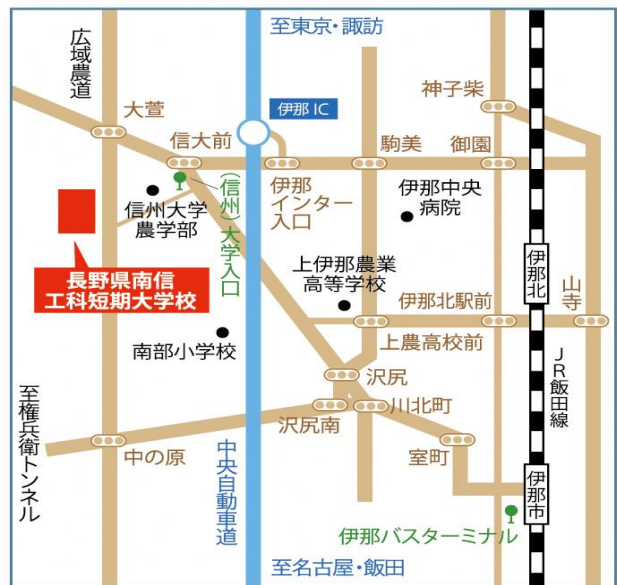 至東京・諏訪
広域農道
大萱
伊那 IC
神子柴
信大前
駒美
御園
伊那
インター
入口
(信州)大学入口
信州大学
農学部
伊那中央
病院
長野県南信
工科短期大学校
上伊那農業
高等学校
伊那北
山寺
伊那北駅前
上農高校前
南部小学校
JR飯田線
沢尻
川北町
沢尻南
至権兵衛トンネル
中の原
中央自動車道
室町
伊那市
伊那バスターミナル
至名古屋・飯田